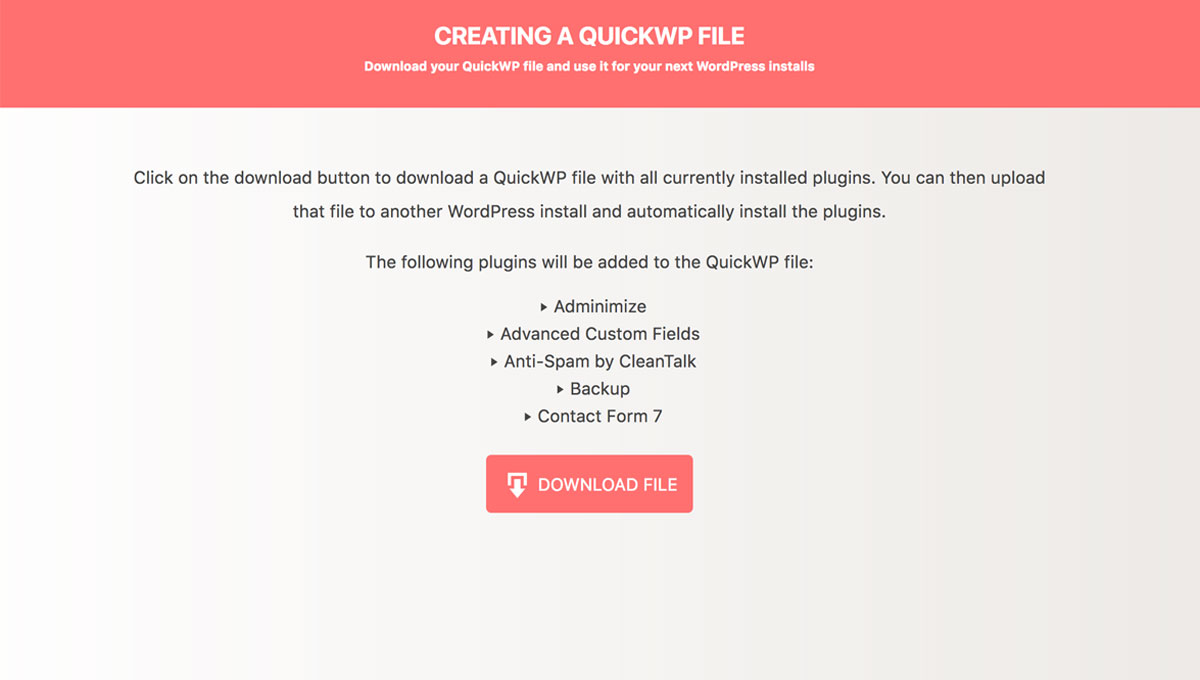 CREATING A QUICKWP FILE
Download your QuickWP file and use it for your next WordPress installs
Click on the download button to download a QuickWP file with all currently installed plugins. You can then upload
that file to another WordPress install and automatically install the plugins.
The following plugins will be added to the QuickWP file:
Adminimize
Advanced Custom Fields
Anti-Spam by CleanTalk
Backup
Contact Form 7
DOWNLOAD FILE